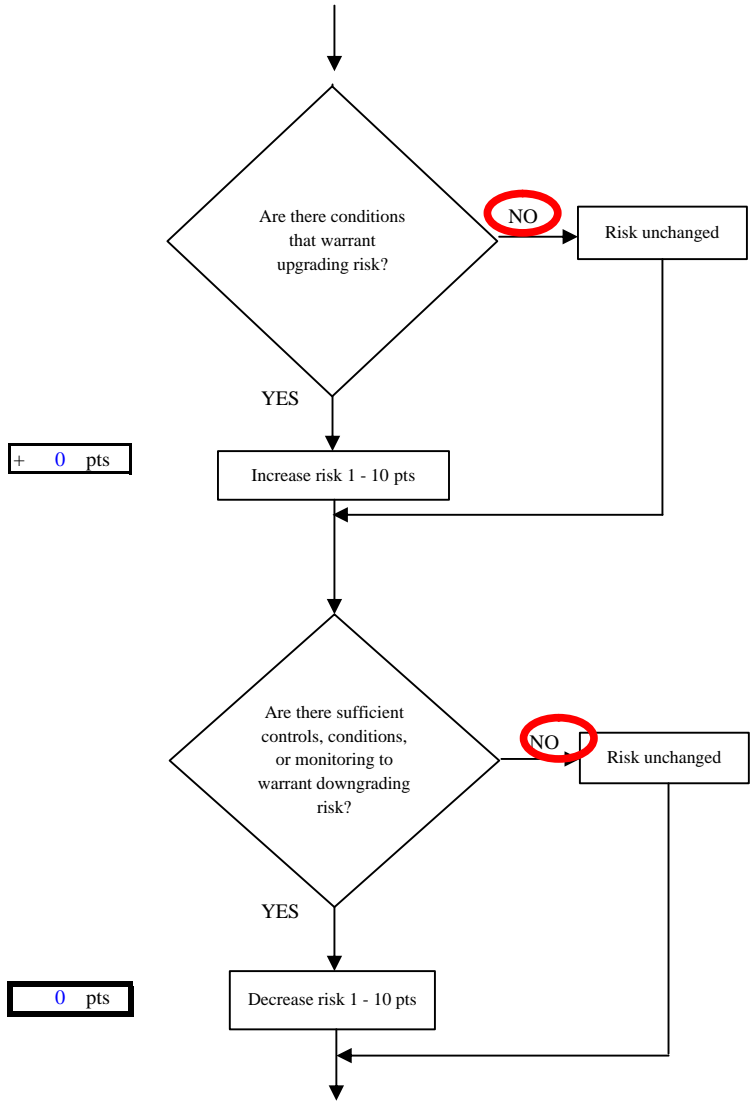 Are there conditions
that warrant
upgrading risk?
NO
Risk unchanged
YES
+ 0 pts
Increase risk 1 - 10 pts
Are there sufficient
controls, conditions,
or monitoring to
warrant downgrading
risk?
NO
Risk unchanged
YES
0 pts
Decrease risk 1 - 10 pts